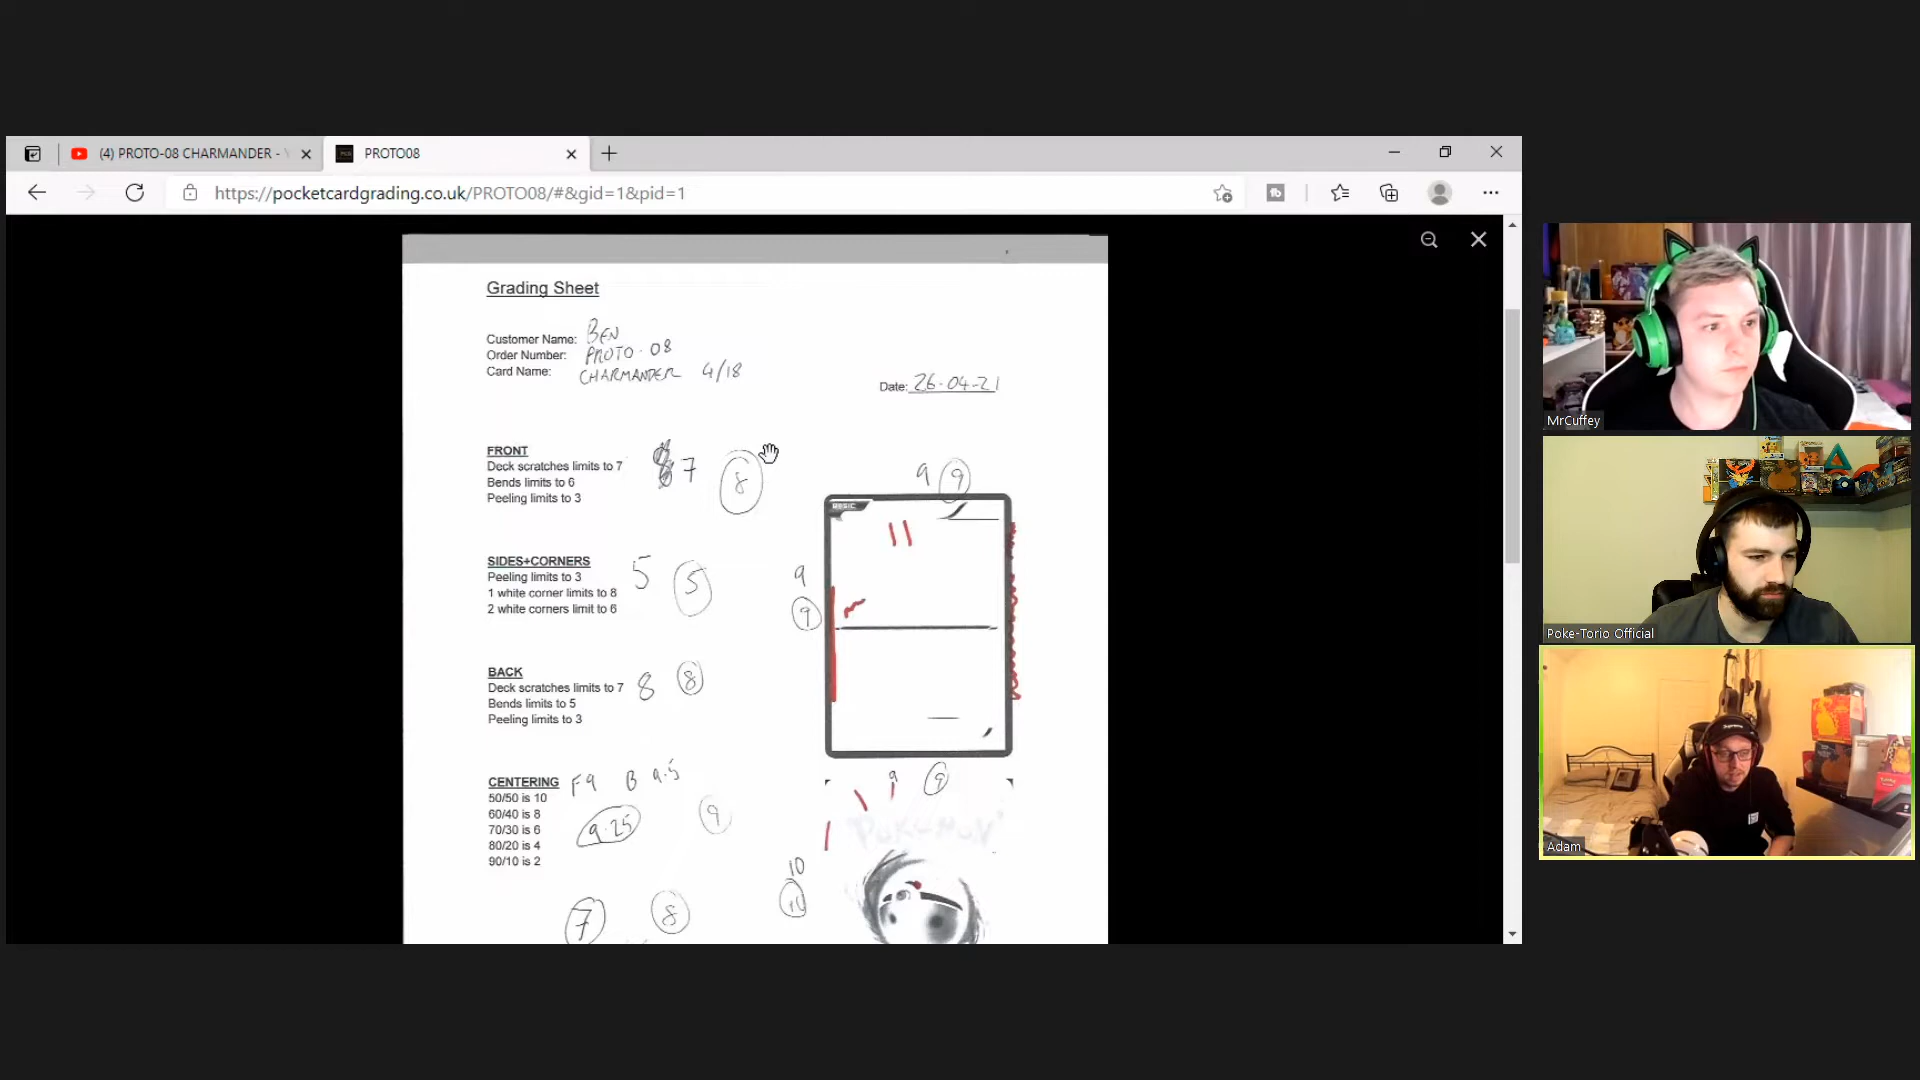 (4) PROTO-08 CHARMANDER -
PROTO08
https://pocketcardgrading.co.uk/PROTO08/#&gid=1&pid=1
Grading Sheet
Customer Name: BEN
Order Number: PROTO-08
Card Name: CHARMANDER 4/18
Date: 26-04-21
FRONT
Deck scratches limits to 7
Bends limits to 6
Peeling limits to 3
7 8
9 9
BASIC
SIDES+CORNERS
Peeling limits to 3
1 white corner limits to 8
2 white corners limit to 6
5 5
9
9
BACK
Deck scratches limits to 7
Bends limits to 5
Peeling limits to 3
8 8
CENTERING F9 B 9.5
50/50 is 10
60/40 is 8
70/30 is 6
80/20 is 4
90/10 is 2
9.25 9
9 9
POKEMON
10
10
7 8
MrCuffey
Poke-Torio Official
Adam